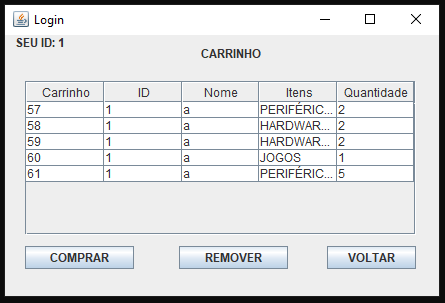 Login
SEU ID: 1
CARRINHO
Carrinho ID Nome Itens Quantidade
57 1 a PERIFÉRIC... 2
58 1 a HARDWAR... 2
59 1 a HARDWAR... 2
60 1 a JOGOS 1
61 1 a PERIFÉRIC... 5
COMPRAR REMOVER VOLTAR